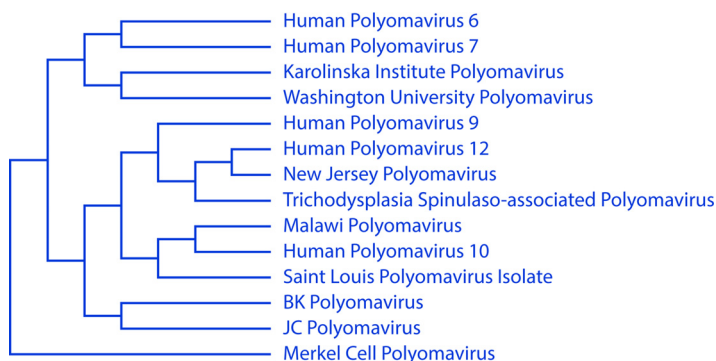 Human Polyomavirus 6
Human Polyomavirus 7
Karolinska Institute Polyomavirus
Washington University Polyomavirus
Human Polyomavirus 9
Human Polyomavirus 12
New Jersey Polyomavirus
Trichodysplasia Spinulaso-associated Polyomavirus
Malawi Polyomavirus
Human Polyomavirus 10
Saint Louis Polyomavirus Isolate
BK Polyomavirus
JC Polyomavirus
Merkel Cell Polyomavirus